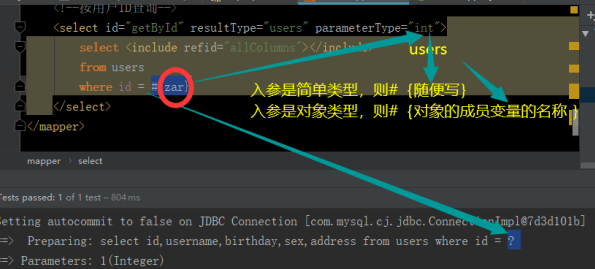 <!--按用户ID查询-->
<select id="getById" resultType="users" parameterType="int">
select <include refid="allColumns"></include>
users
from users
where id = #{zar}
入参是简单类型，则# {随便写}
</select>
入参是对象类型，则# {对象的成员变量的名称 }
</mapper>
mapper › select
Tests passed: 1 of 1 test – 804 ms
Setting autocommit to false on JDBC Connection [com.mysql.cj.jdbc.ConnectionImpl@7d3d101b]
==> Preparing: select id,username,birthday,sex,address from users where id = ?
==> Parameters: 1(Integer)